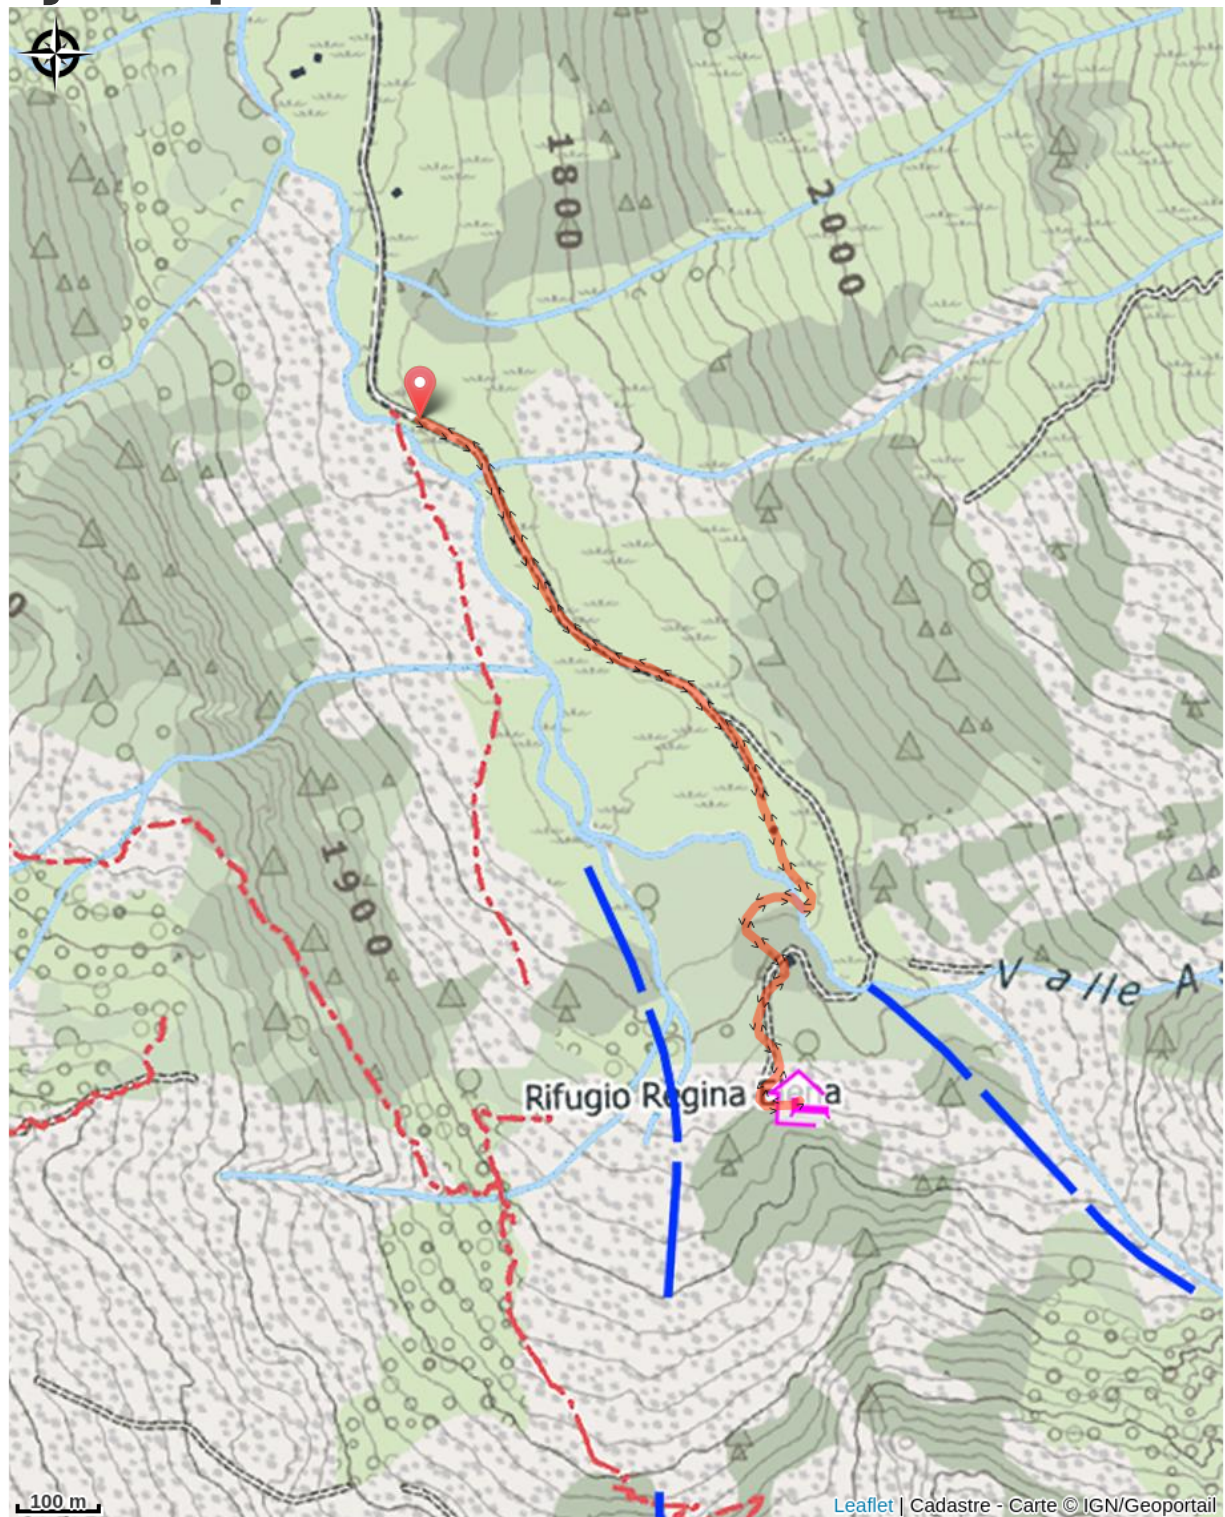 1800
2000
1900
Valle A
Rifugio Regina
a
100 m
Leaflet | Cadastre - Carte © IGN/Geoportail